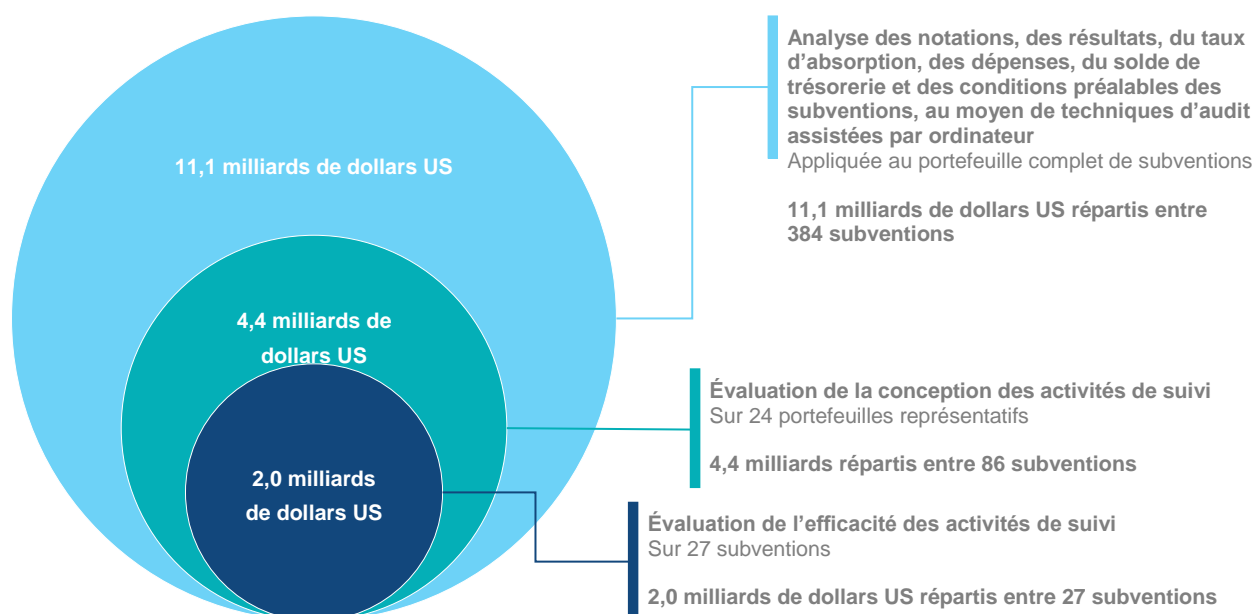 11,1 milliards de dollars US
4,4 milliards de
dollars US
2,0 milliards
de dollars US
Analyse des notations, des résultats, du taux
d’absorption, des dépenses, du solde de
trésorerie et des conditions préalables des
subventions, au moyen de techniques d’audit
assistées par ordinateur
Appliquée au portefeuille complet de subventions
11,1 milliards de dollars US répartis entre
384 subventions
Évaluation de la conception des activités de suivi
Sur 24 portefeuilles représentatifs
4,4 milliards répartis entre 86 subventions
Évaluation de l’efficacité des activités de suivi
Sur 27 subventions
2,0 milliards de dollars US répartis entre 27 subventions